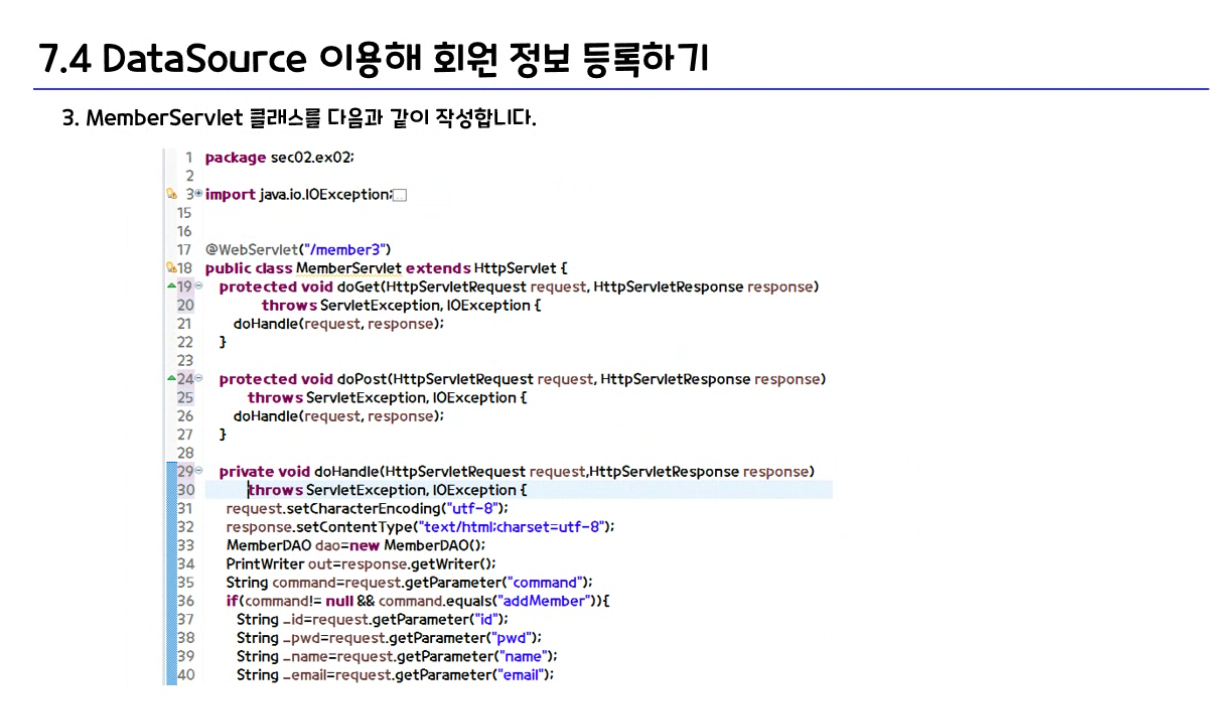 7.4 DataSource 이용해 회원 정보 등록하기
3. MemberServlet 클래스를 다음과 같이 작성합니다.
1 package sec02.ex02;
2
3 import java.io.IOException;
15
16
17 @WebServlet("/member3")
18 public class MemberServlet extends HttpServlet {
19 protected void doGet(HttpServletRequest request, HttpServletResponse response)
20 throws ServletException, IOException {
21 doHandle(request, response);
22 }
23
24 protected void doPost(HttpServletRequest request, HttpServletResponse response)
25 throws ServletException, IOException {
26 doHandle(request, response);
27 }
28
29 private void doHandle(HttpServletRequest request,HttpServletResponse response)
30 throws ServletException, IOException {
31 request.setCharacterEncoding("utf-8");
32 response.setContentType("text/html;charset=utf-8");
33 MemberDAO dao=new MemberDAO();
34 PrintWriter out=response.getWriter();
35 String command=request.getParameter("command");
36 if(command!= null && command.equals("addMember")){
37 String _id=request.getParameter("id");
38 String _pwd=request.getParameter("pwd");
39 String _name=request.getParameter("name");
40 String _email=request.getParameter("email");